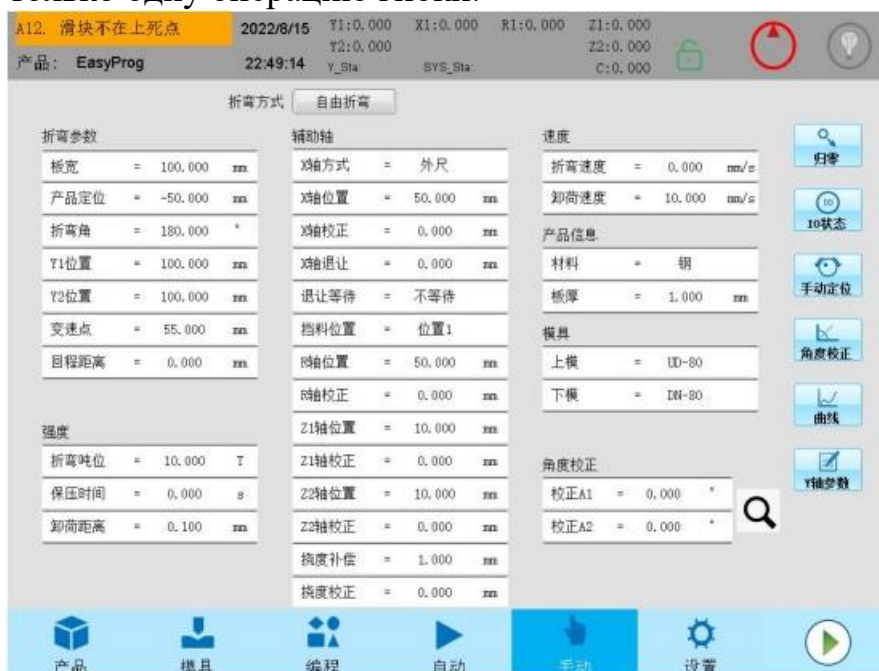 только одну операцию гибки.
A12. 滑块不在上死点 2022/8/15 Y1:0.000 X1:0.000 R1:0.000 Z1:0.000
Y2:0.000 Z2:0.000
产品: EasyProg 22:49:14 Y_Sta: SYS_Sta: C:0.000
折弯方式 自由折弯
折弯参数
板宽 = 100.000 mm
产品定位 = -50.000 mm
折弯角 = 180.000 °
Y1位置 = 100.000 mm
Y2位置 = 100.000 mm
变速点 = 55.000 mm
回程距离 = 0.000 mm
强度
折弯吨位 = 10.000 T
保压时间 = 0.000 s
卸荷距离 = 0.100 mm
辅助轴
X轴方式 = 外尺
X轴位置 = 50.000 mm
X轴校正 = 0.000 mm
X轴退让 = 0.000 mm
退让等待 = 不等待
挡料位置 = 位置1
R轴位置 = 50.000 mm
R轴校正 = 0.000 mm
Z1轴位置 = 10.000 mm
Z1轴校正 = 0.000 mm
Z2轴位置 = 10.000 mm
Z2轴校正 = 0.000 mm
挠度补偿 = 1.000 mm
挠度校正 = 0.000 mm
速度
折弯速度 = 0.000 mm/s
卸荷速度 = 10.000 mm/s
产品信息
材料 = 钢
板厚 = 1.000 mm
模具
上模 = UD-80
下模 = DN-80
角度校正
校正A1 = 0.000 °
校正A2 = 0.000 °
归零
IO状态
手动定位
角度校正
曲线
Y轴参数
产品 模具 编程 自动 手动 设置